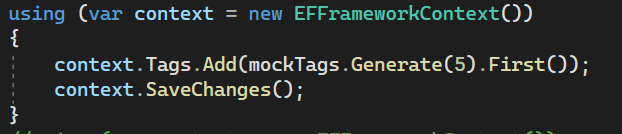 using (var context = new EFFrameworkContext())
{
    context.Tags.Add(mockTags.Generate(5).First());
    context.SaveChanges();
}